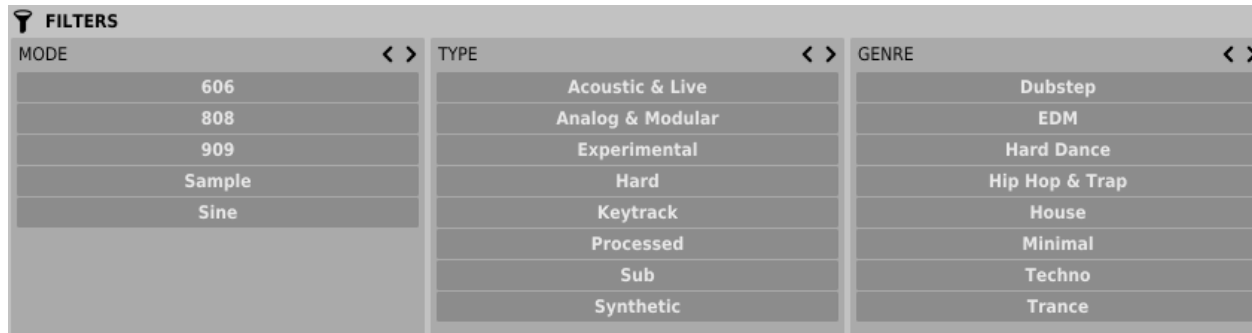 FILTERS
MODE
606
808
909
Sample
Sine
TYPE
Acoustic & Live
Analog & Modular
Experimental
Hard
Keytrack
Processed
Sub
Synthetic
GENRE
Dubstep
EDM
Hard Dance
Hip Hop & Trap
House
Minimal
Techno
Trance